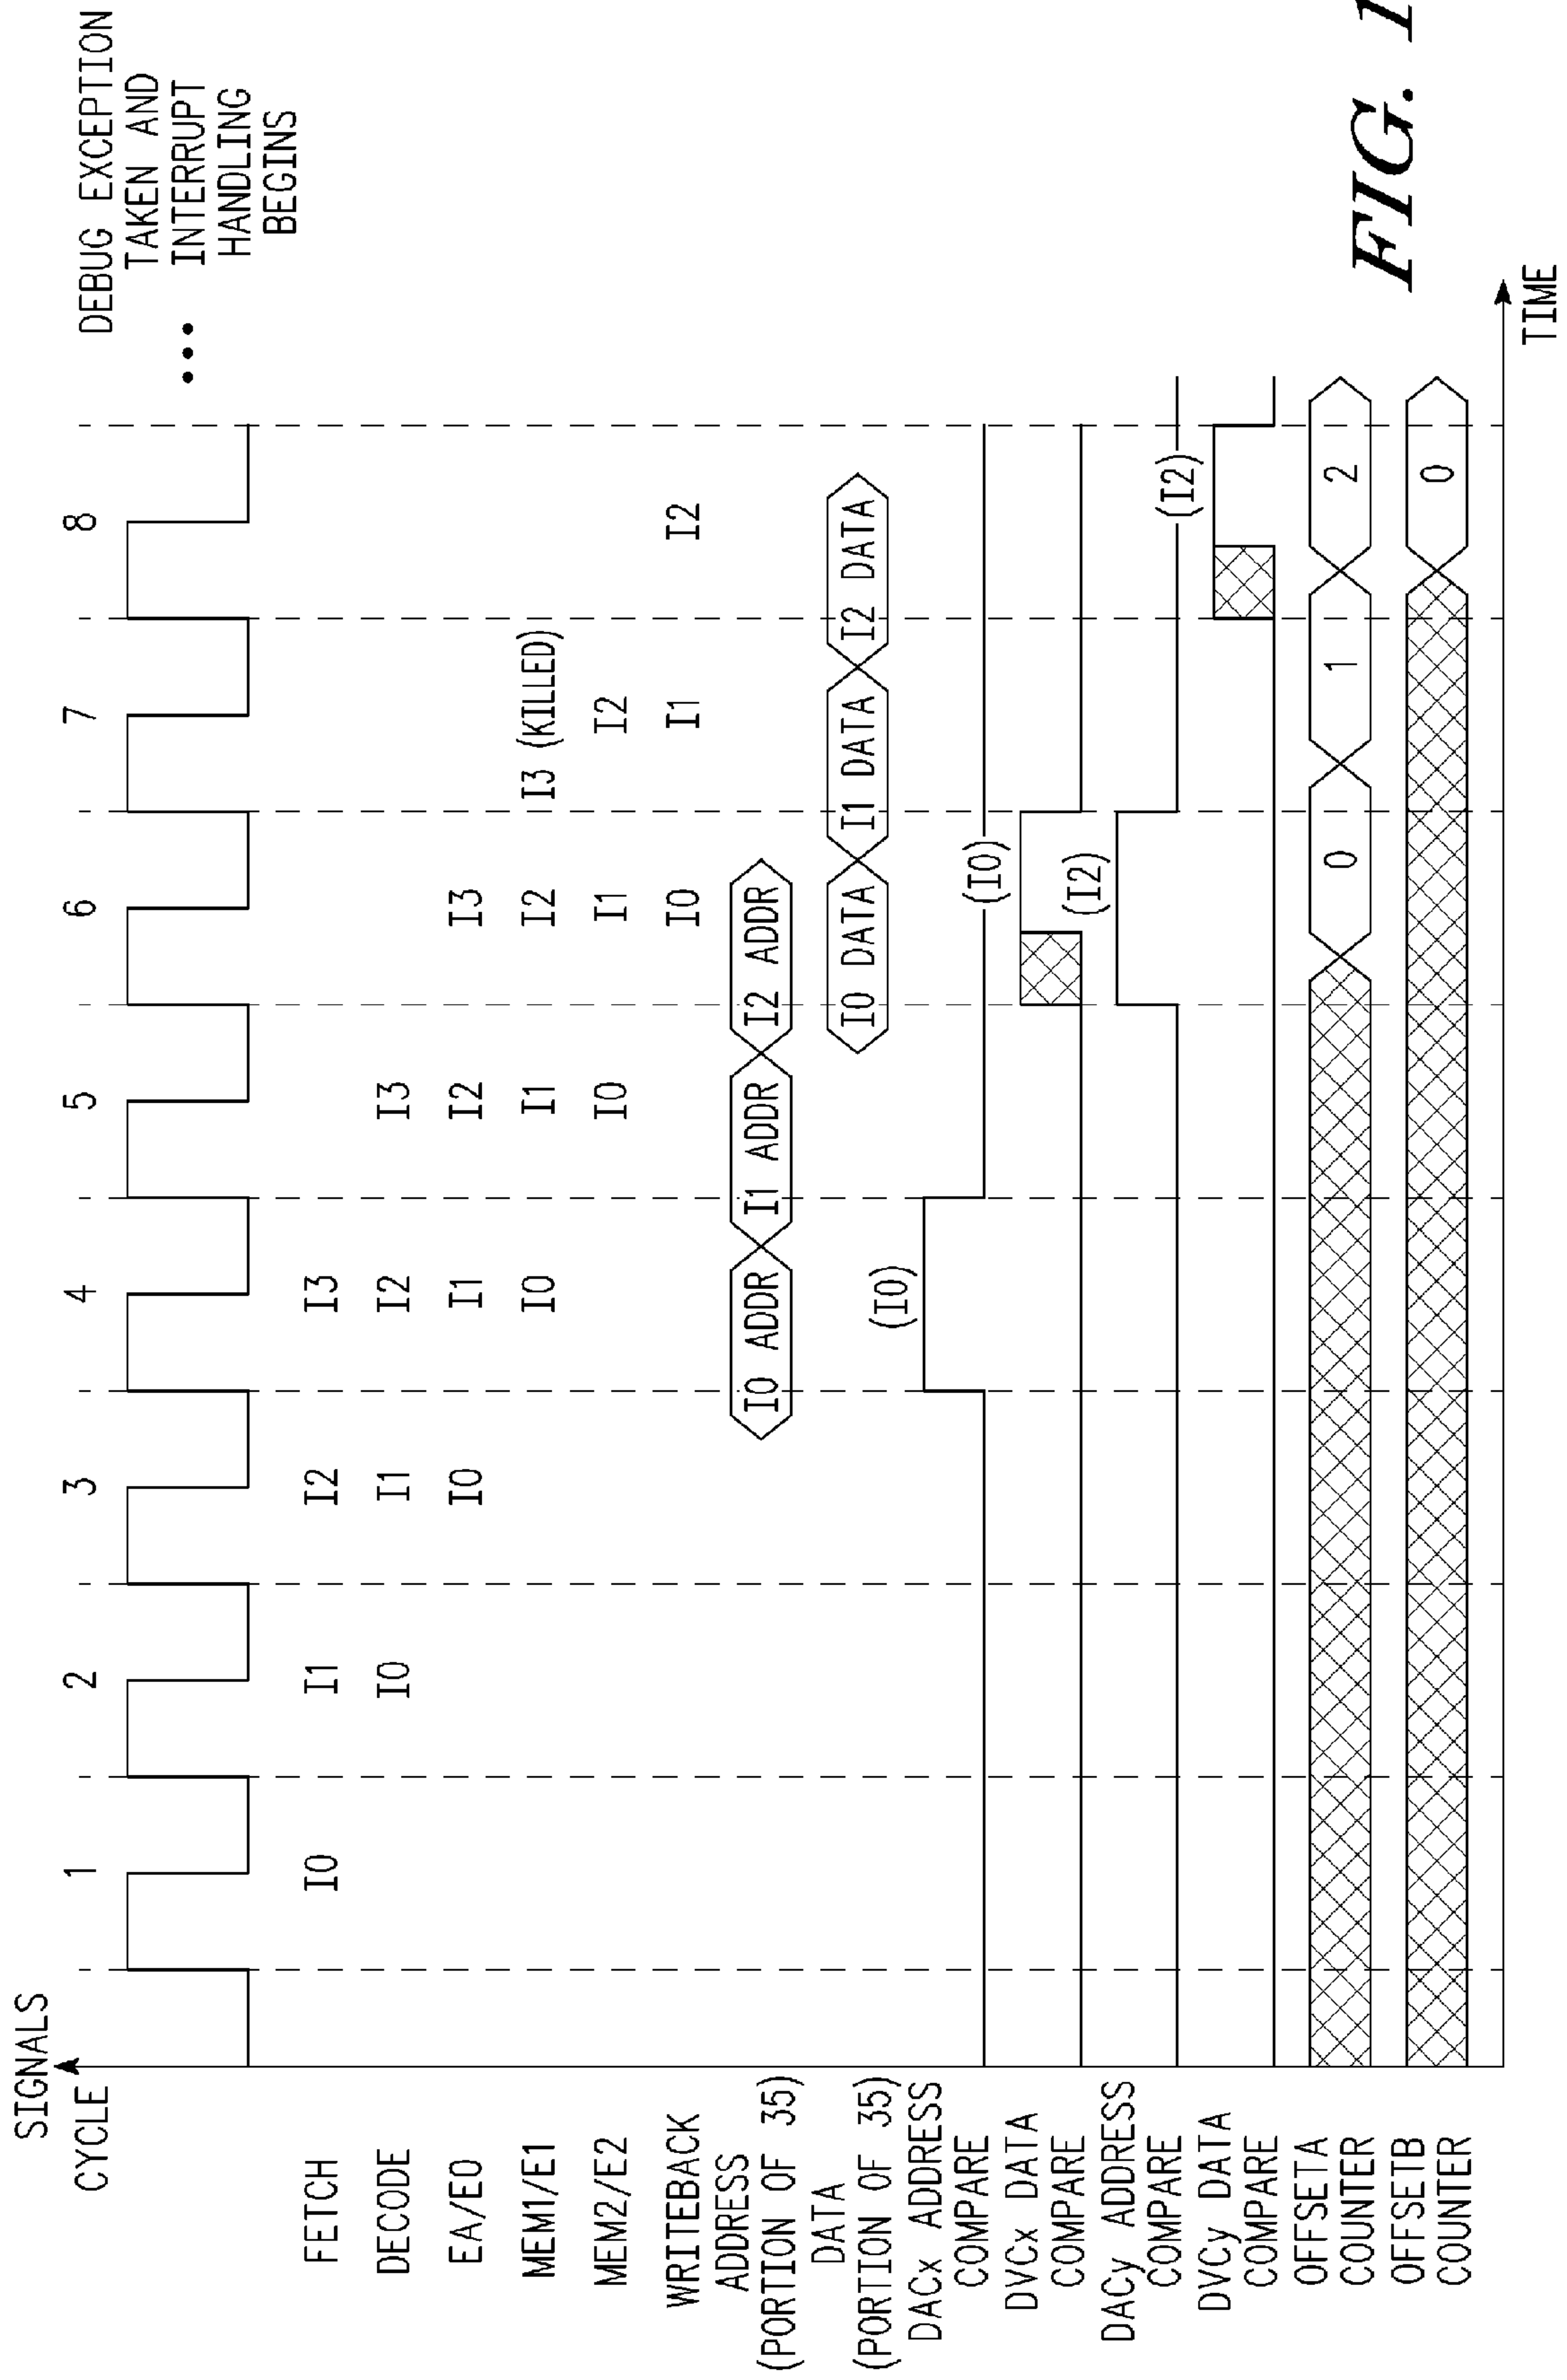 SIGNALS
CYCLE 1 2 3 4 5 6 7 8
DEBUG EXCEPTION
TAKEN AND
••• INTERRUPT
HANDLING
BEGINS
FETCH I0 I1 I2 I3
DECODE I0 I1 I2 I3
EA/E0 I0 I1 I2 I3
MEM1/E1 I0 I1 I2 I3 (KILLED)
MEM2/E2 I0 I1 I2
WRITEBACK I0 I1 I2
ADDRESS
(PORTION OF 35) I0 ADDR I1 ADDR I2 ADDR
DATA
(PORTION OF 35) I0 DATA I1 DATA I2 DATA
DACx ADDRESS
COMPARE (I0)
DVCx DATA
COMPARE (I0)
DACy ADDRESS
COMPARE (I2)
DVCy DATA
COMPARE (I2)
OFFSETA
COUNTER 0 1 2
OFFSETB
COUNTER 0
TIME
FIG. 1